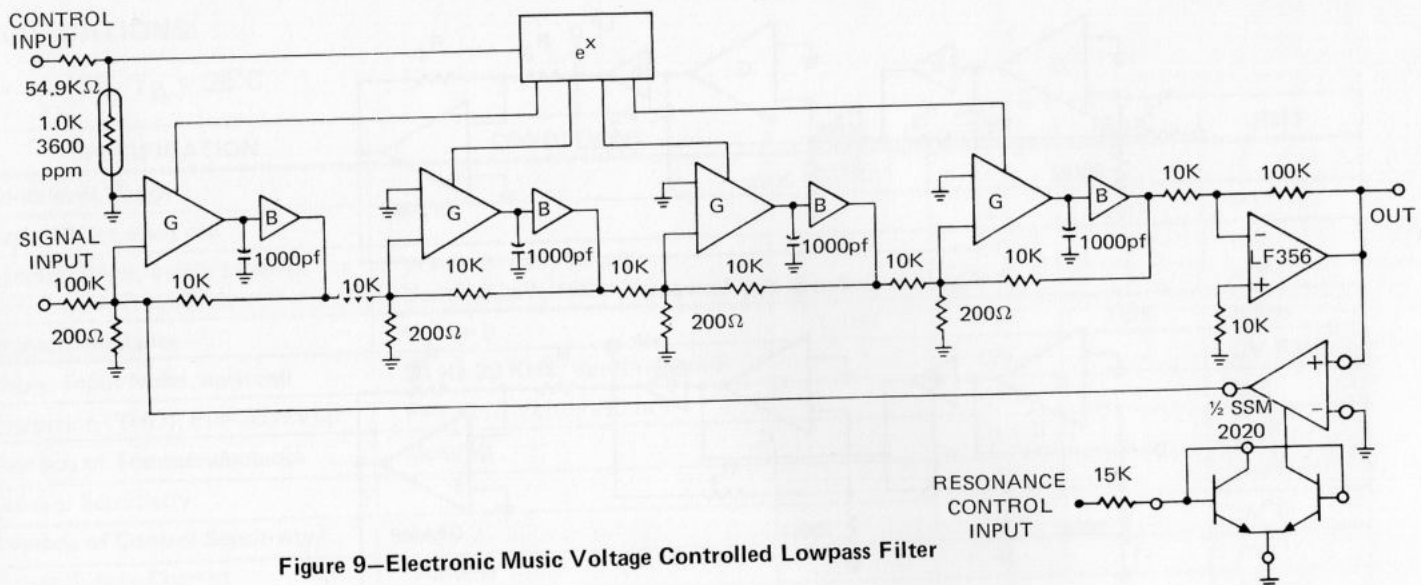 CONTROL
INPUT
54.9KΩ
1.0K
3600
ppm
e^x
G
B
1000pf
SIGNAL
INPUT
100K
10K
200Ω
10K
G
B
1000pf
10K
200Ω
10K
G
B
1000pf
10K
200Ω
10K
G
B
1000pf
10K
200Ω
10K
100K
OUT
−
LF356
+
10K
+
−
½ SSM
2020
RESONANCE
CONTROL
INPUT
15K
Figure 9—Electronic Music Voltage Controlled Lowpass Filter